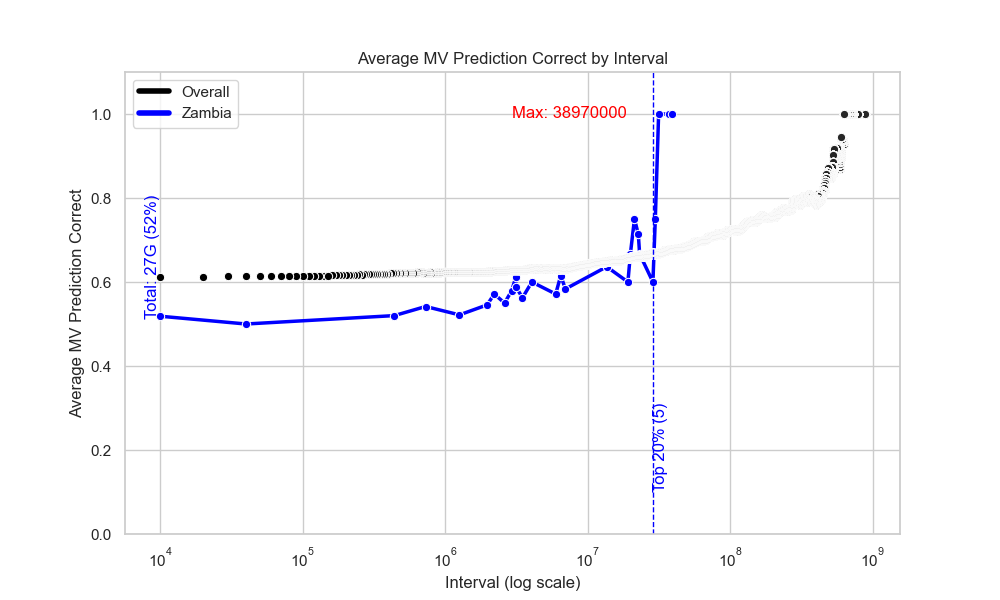 Average MV Prediction Correct by Interval
Overall
Zambia
Max: 38970000
Total: 27G (52%)
Top 20% (5)
Average MV Prediction Correct
1.0
0.8
0.6
0.4
0.2
0.0
10^4
10^5
10^6
10^7
10^8
10^9
Interval (log scale)